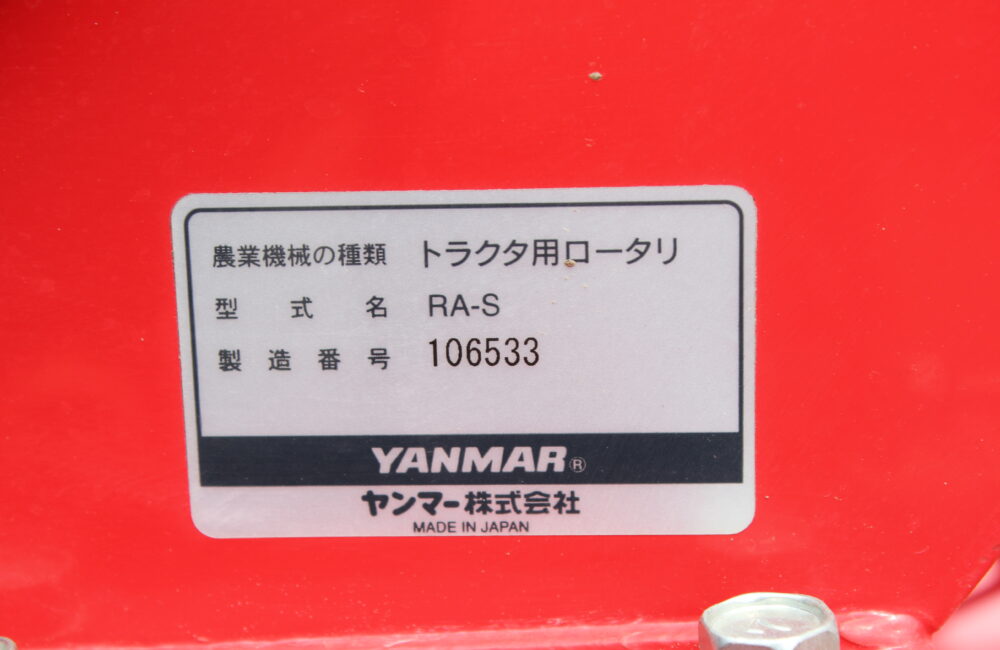 農業機械の種類 トラクタ用ロータリ
型式名 RA-S
製造番号 106533
YANMAR®
ヤンマー株式会社
MADE IN JAPAN